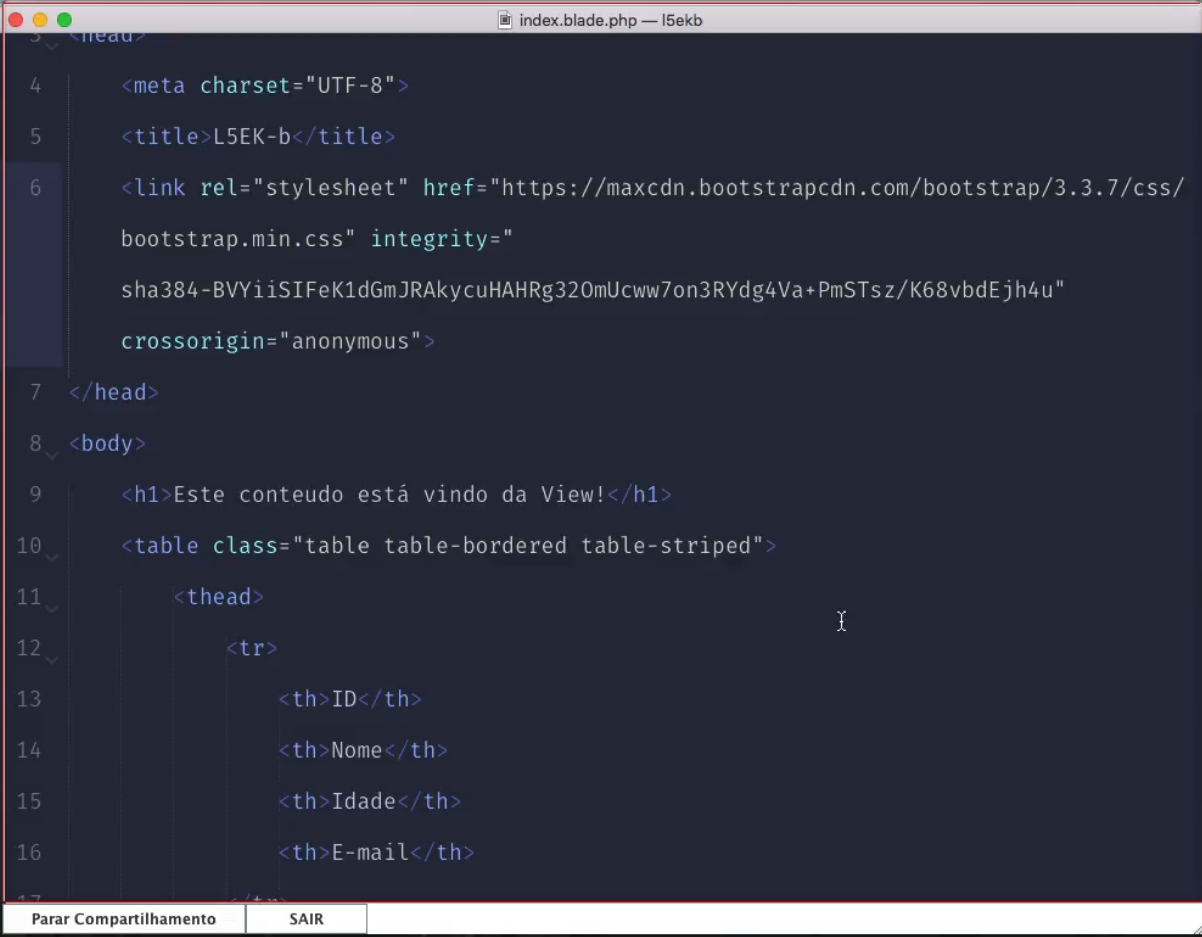 index.blade.php — l5ekb
3 <head>
4 <meta charset="UTF-8">
5 <title>L5EK-b</title>
6 <link rel="stylesheet" href="https://maxcdn.bootstrapcdn.com/bootstrap/3.3.7/css/
bootstrap.min.css" integrity="
sha384-BVYiiSIFeK1dGmJRAkycuHAHRg32OmUcww7on3RYdg4Va+PmSTsz/K68vbdEjh4u"
crossorigin="anonymous">
7 </head>
8 <body>
9 <h1>Este conteudo está vindo da View!</h1>
10 <table class="table table-bordered table-striped">
11 <thead>
12 <tr>
13 <th>ID</th>
14 <th>Nome</th>
15 <th>Idade</th>
16 <th>E-mail</th>
17 </tr>
Parar Compartilhamento SAIR